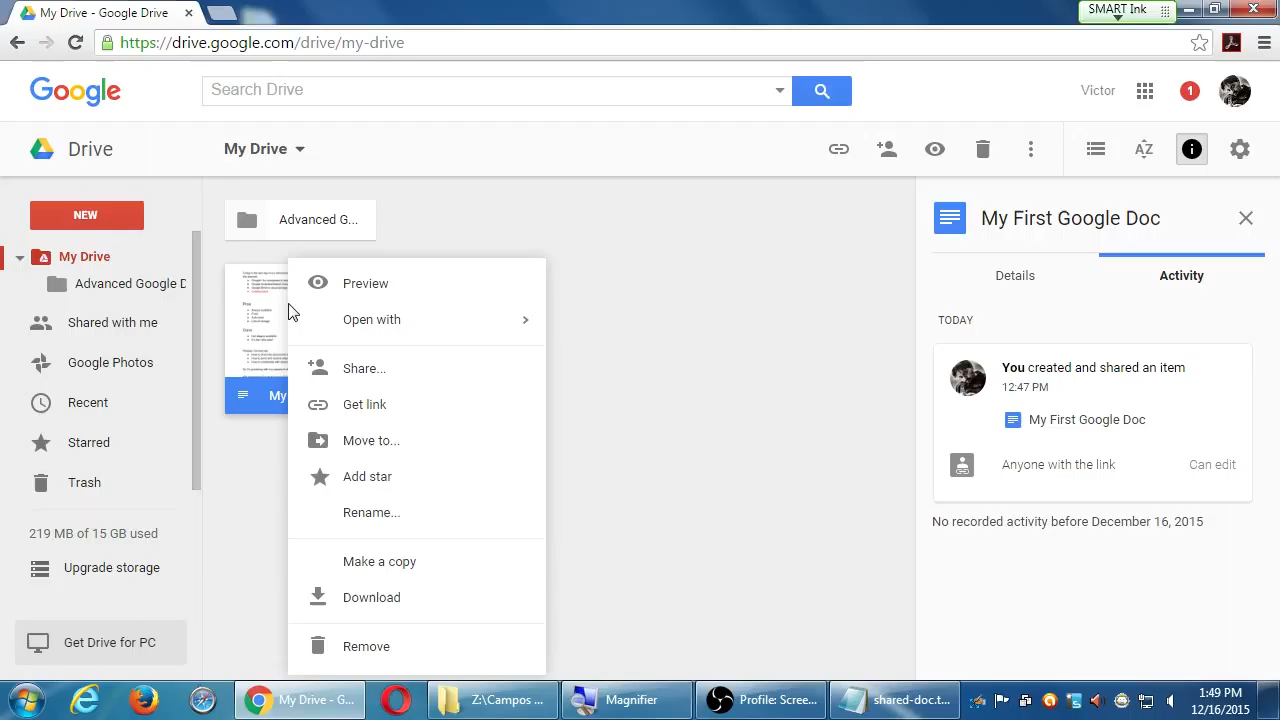 My Drive - Google Drive
SMART Ink
https://drive.google.com/drive/my-drive
Google
Search Drive
Victor
1
Drive
My Drive
NEW
My Drive
Advanced Google D
Shared with me
Google Photos
Recent
Starred
Trash
219 MB of 15 GB used
Upgrade storage
Get Drive for PC
Advanced G...
My
Preview
Open with
Share...
Get link
Move to...
Add star
Rename...
Make a copy
Download
Remove
My First Google Doc
Details
Activity
TODAY
You created and shared an item
12:47 PM
My First Google Doc
Anyone with the link
Can edit
No recorded activity before December 16, 2015
My Drive - G...
Z:\Campos ...
Magnifier
Profile: Scree...
shared-doc.t...
1:49 PM
12/16/2015